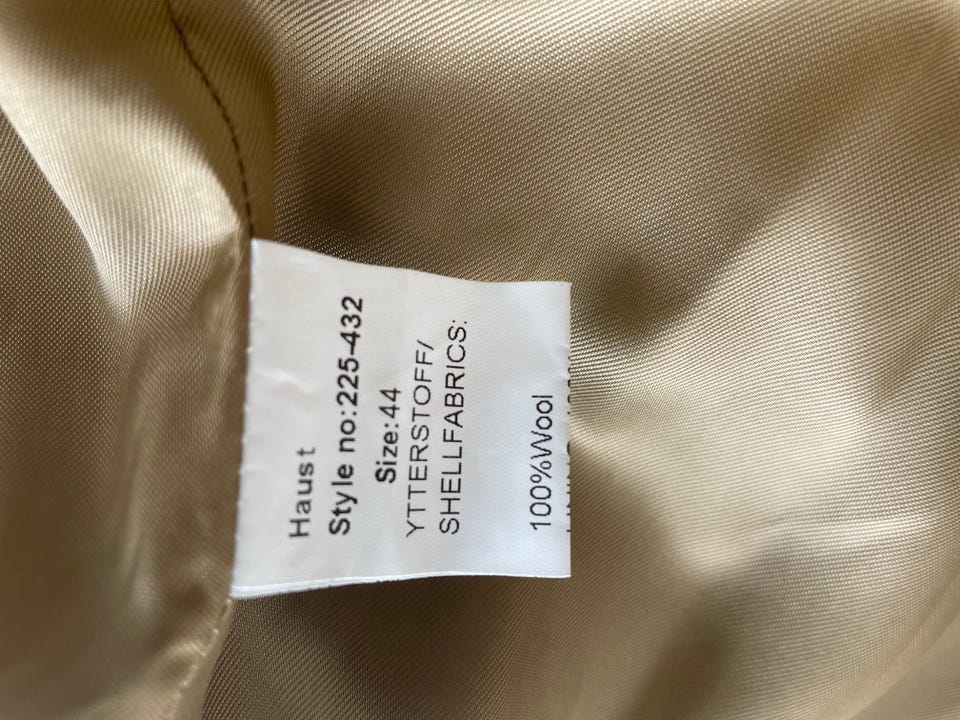 Haust
Style no:225-432
Size:44
YTTERSTOFF/
SHELLFABRICS:
100%Wool